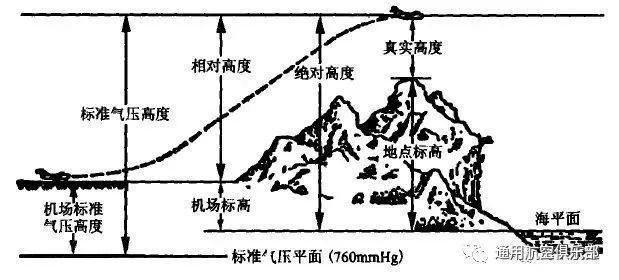 真实高度
相对高度
绝对高度
标准气压高度
地点标高
机场标准
气压高度
机场标高
海平面
标准气压平面 (760mmHg)
通用航空俱乐部